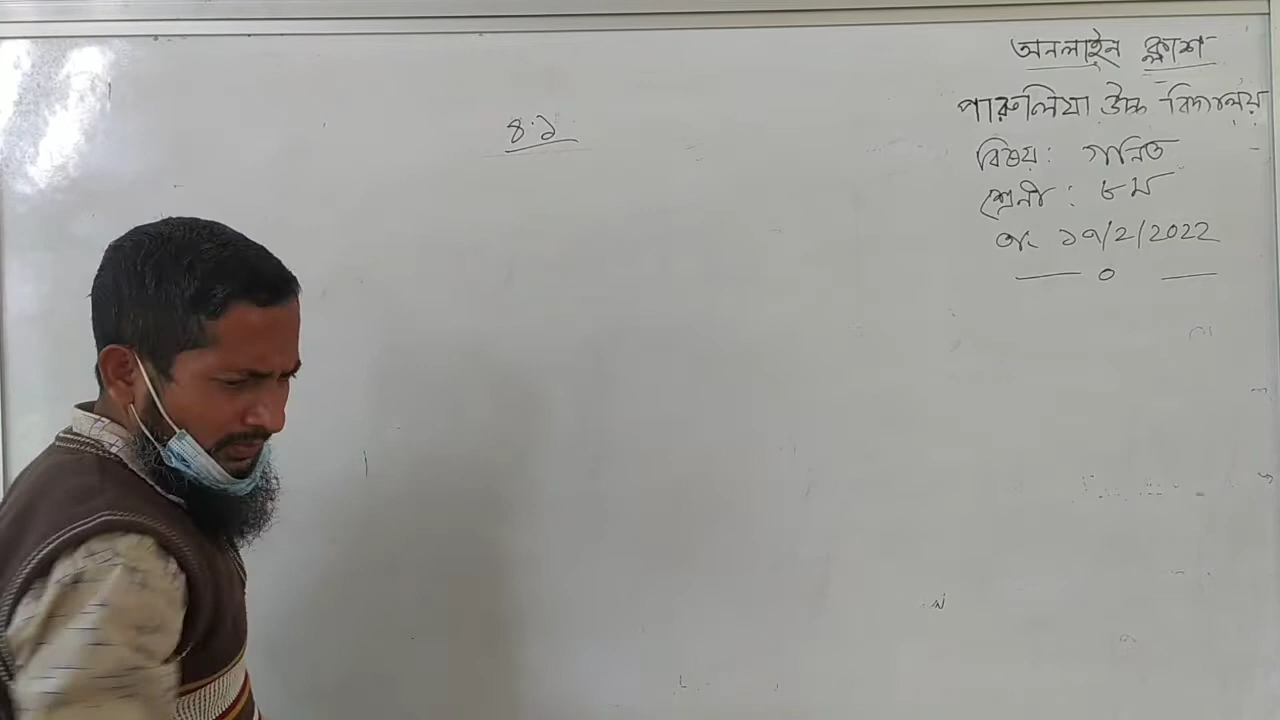 ৪.১
অনলাইন ক্লাশ
পারুলিয়া উচ্চ বিদ্যালয়
বিষয়: গনিত
শ্রেনী: ৮ম
তাং ১৭/2/2022